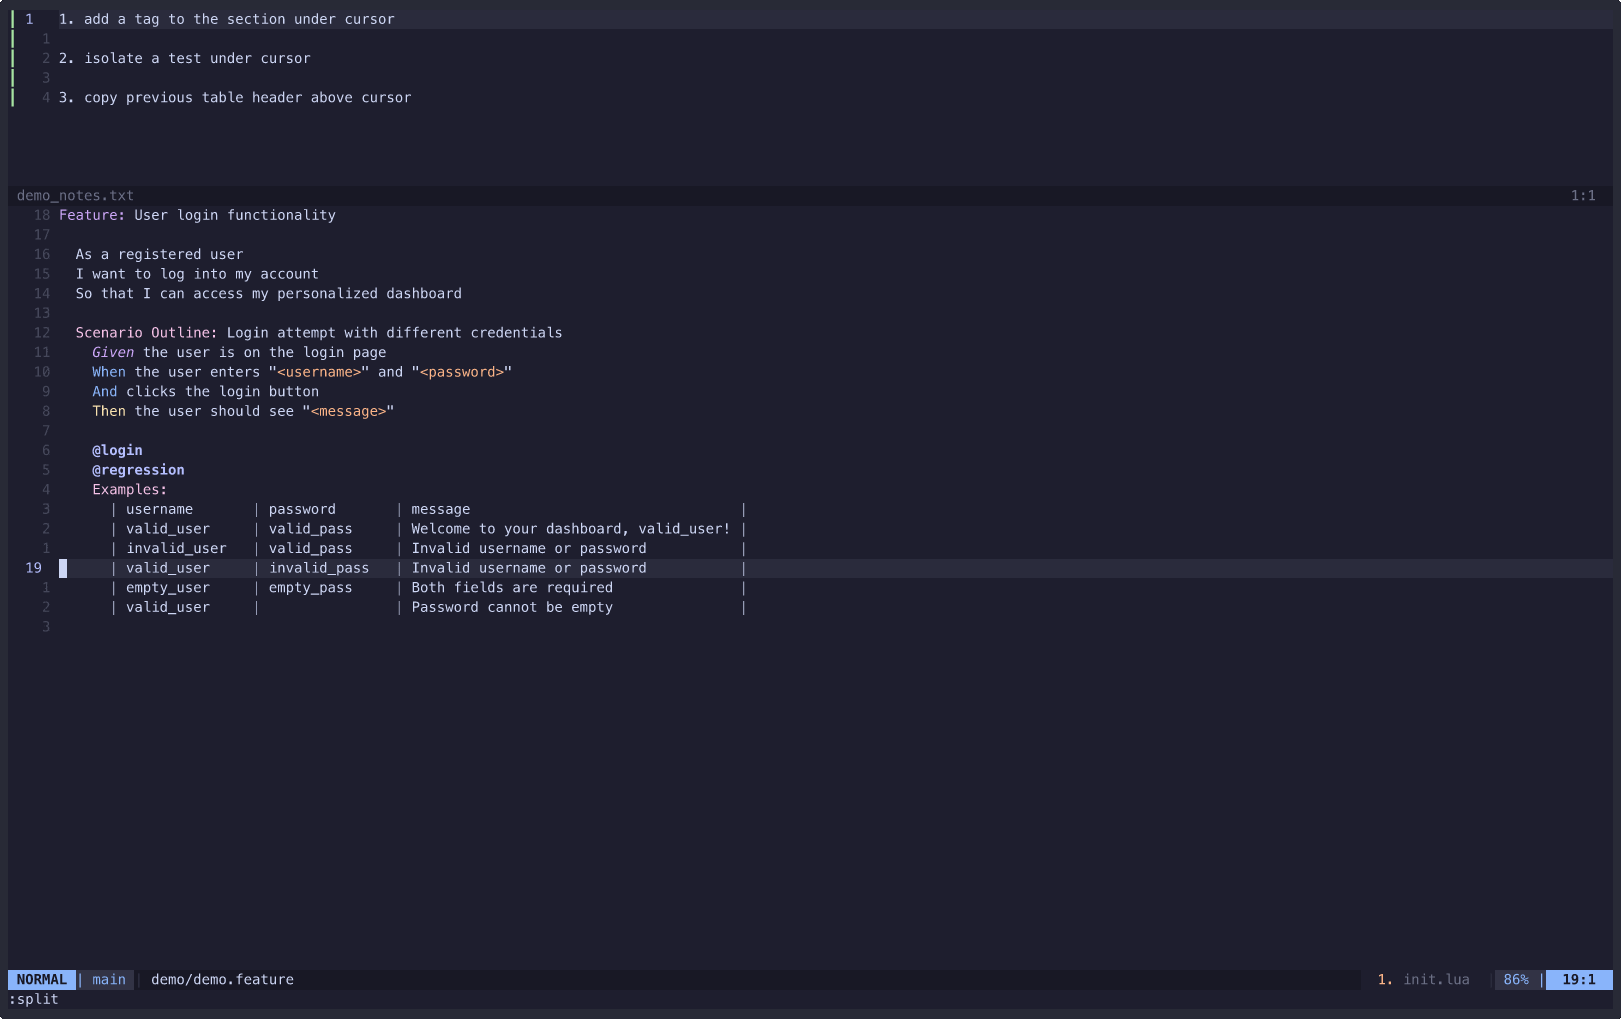 1 1. add a tag to the section under cursor
1
2 2. isolate a test under cursor
3
4 3. copy previous table header above cursor
demo_notes.txt 1:1
18 Feature: User login functionality
17
16 As a registered user
15 I want to log into my account
14 So that I can access my personalized dashboard
13
12 Scenario Outline: Login attempt with different credentials
11 Given the user is on the login page
10 When the user enters "<username>" and "<password>"
9 And clicks the login button
8 Then the user should see "<message>"
7
6 @login
5 @regression
4 Examples:
3 | username | password | message |
2 | valid_user | valid_pass | Welcome to your dashboard, valid_user! |
1 | invalid_user | valid_pass | Invalid username or password |
19 | valid_user | invalid_pass | Invalid username or password |
1 | empty_user | empty_pass | Both fields are required |
2 | valid_user | | Password cannot be empty |
3
NORMAL | main | demo/demo.feature 1. init.lua | 86% | 19:1
:split